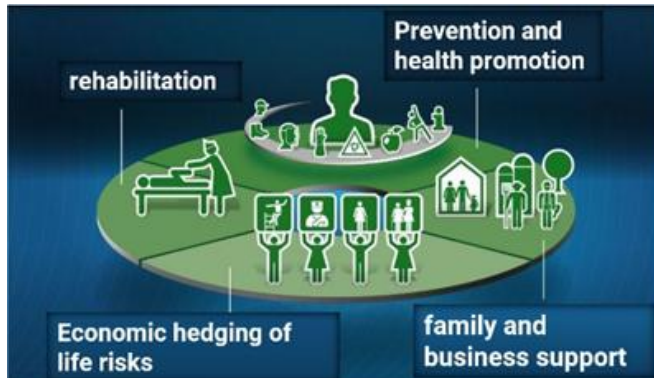 Prevention and
health promotion
rehabilitation
Economic hedging of
life risks
family and
business support